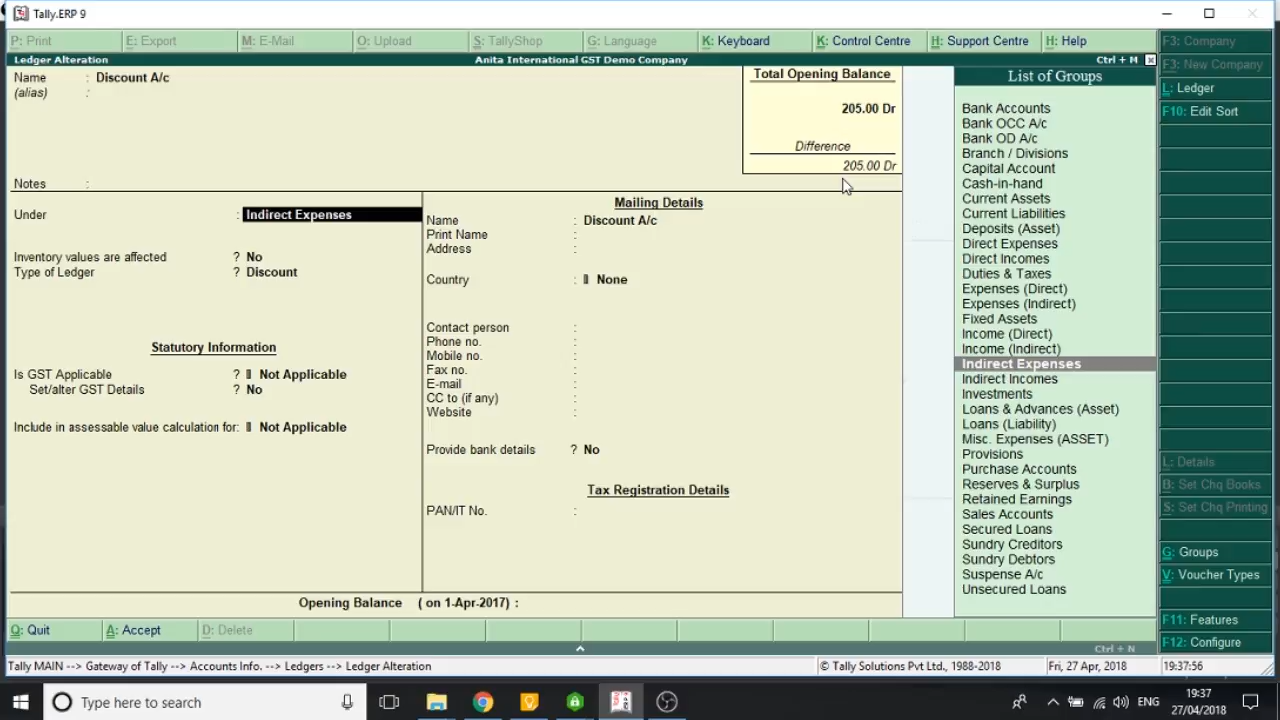 Tally.ERP 9
P: Print E: Export M: E-Mail O: Upload S: TallyShop G: Language K: Keyboard K: Control Centre H: Support Centre H: Help
Ledger Alteration Anita International GST Demo Company Ctrl + M
Name : Discount A/c
(alias) :
Notes :
Total Opening Balance
205.00 Dr
Difference
205.00 Dr
Under : Indirect Expenses
Inventory values are affected ? No
Type of Ledger ? Discount
Statutory Information
Is GST Applicable ? Not Applicable
Set/alter GST Details ? No
Include in assessable value calculation for: Not Applicable
Mailing Details
Name : Discount A/c
Print Name :
Address :
Country : None
Contact person :
Phone no. :
Mobile no. :
Fax no. :
E-mail :
CC to (if any) :
Website :
Provide bank details ? No
Tax Registration Details
PAN/IT No. :
Opening Balance ( on 1-Apr-2017) :
List of Groups
Bank Accounts
Bank OCC A/c
Bank OD A/c
Branch / Divisions
Capital Account
Cash-in-hand
Current Assets
Current Liabilities
Deposits (Asset)
Direct Expenses
Direct Incomes
Duties & Taxes
Expenses (Direct)
Expenses (Indirect)
Fixed Assets
Income (Direct)
Income (Indirect)
Indirect Expenses
Indirect Incomes
Investments
Loans & Advances (Asset)
Loans (Liability)
Misc. Expenses (ASSET)
Provisions
Purchase Accounts
Reserves & Surplus
Retained Earnings
Sales Accounts
Secured Loans
Sundry Creditors
Sundry Debtors
Suspense A/c
Unsecured Loans
F3: Company
F3: New Company
L: Ledger
F10: Edit Sort
L: Details
B: Set Chq Books
S: Set Chq Printing
G: Groups
V: Voucher Types
F11: Features
F12: Configure
Q: Quit A: Accept D: Delete
Ctrl + N
Tally MAIN --> Gateway of Tally --> Accounts Info. --> Ledgers --> Ledger Alteration © Tally Solutions Pvt Ltd., 1988-2018 Fri, 27 Apr, 2018 19:37:56
Type here to search
ENG
19:37
27/04/2018